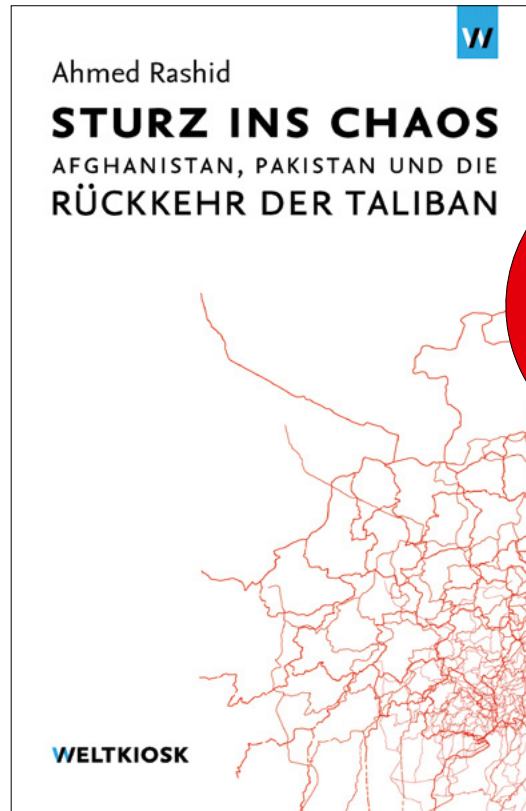 W
Ahmed Rashid
STURZ INS CHAOS
AFGHANISTAN, PAKISTAN UND DIE
RÜCKKEHR DER TALIBAN
WELTKIOSK